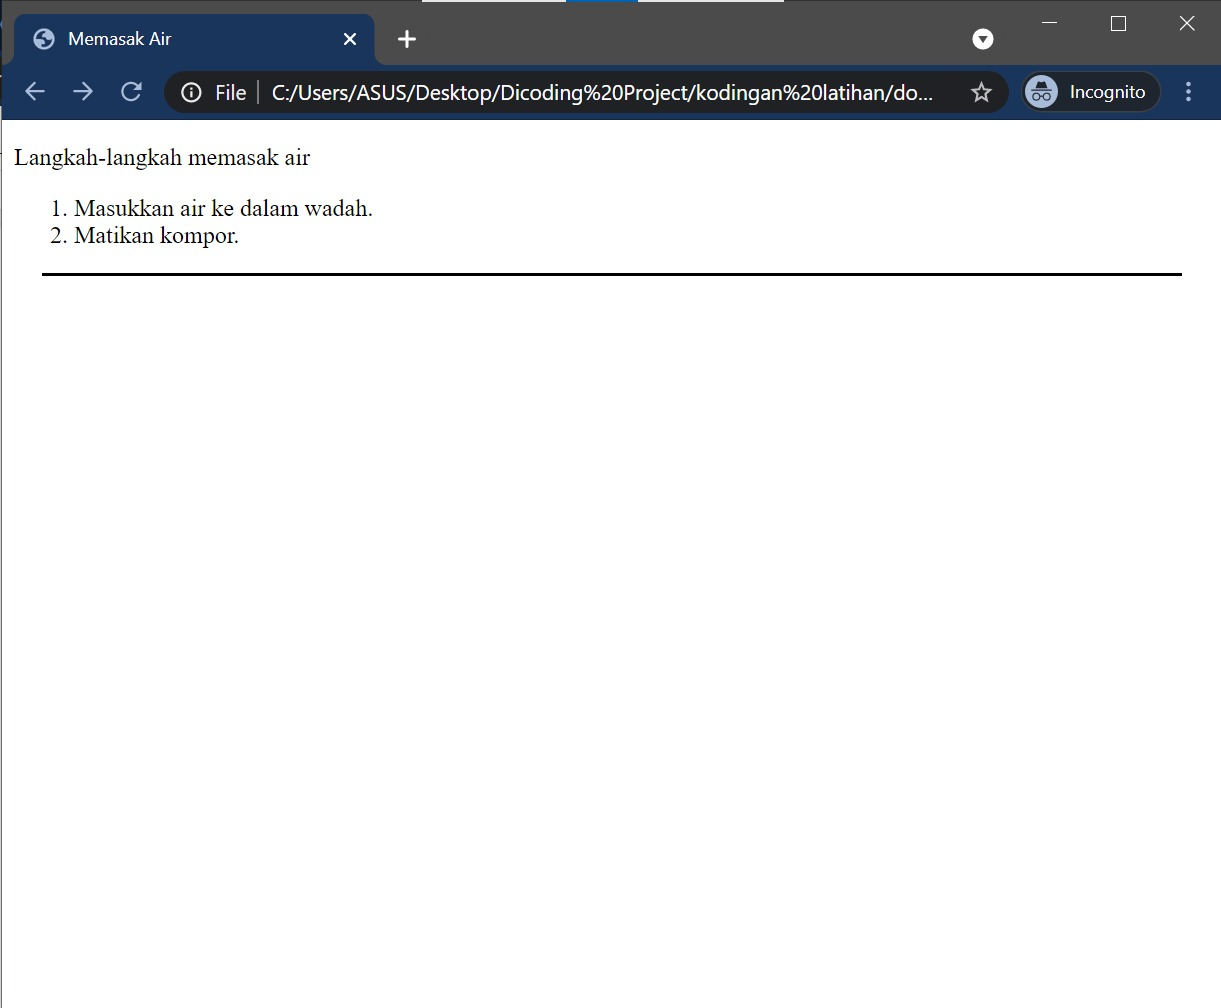 Memasak Air
File
C:/Users/ASUS/Desktop/Dicoding%20Project/kodingan%20latihan/do...
Incognito
Langkah-langkah memasak air
1. Masukkan air ke dalam wadah.
2. Matikan kompor.